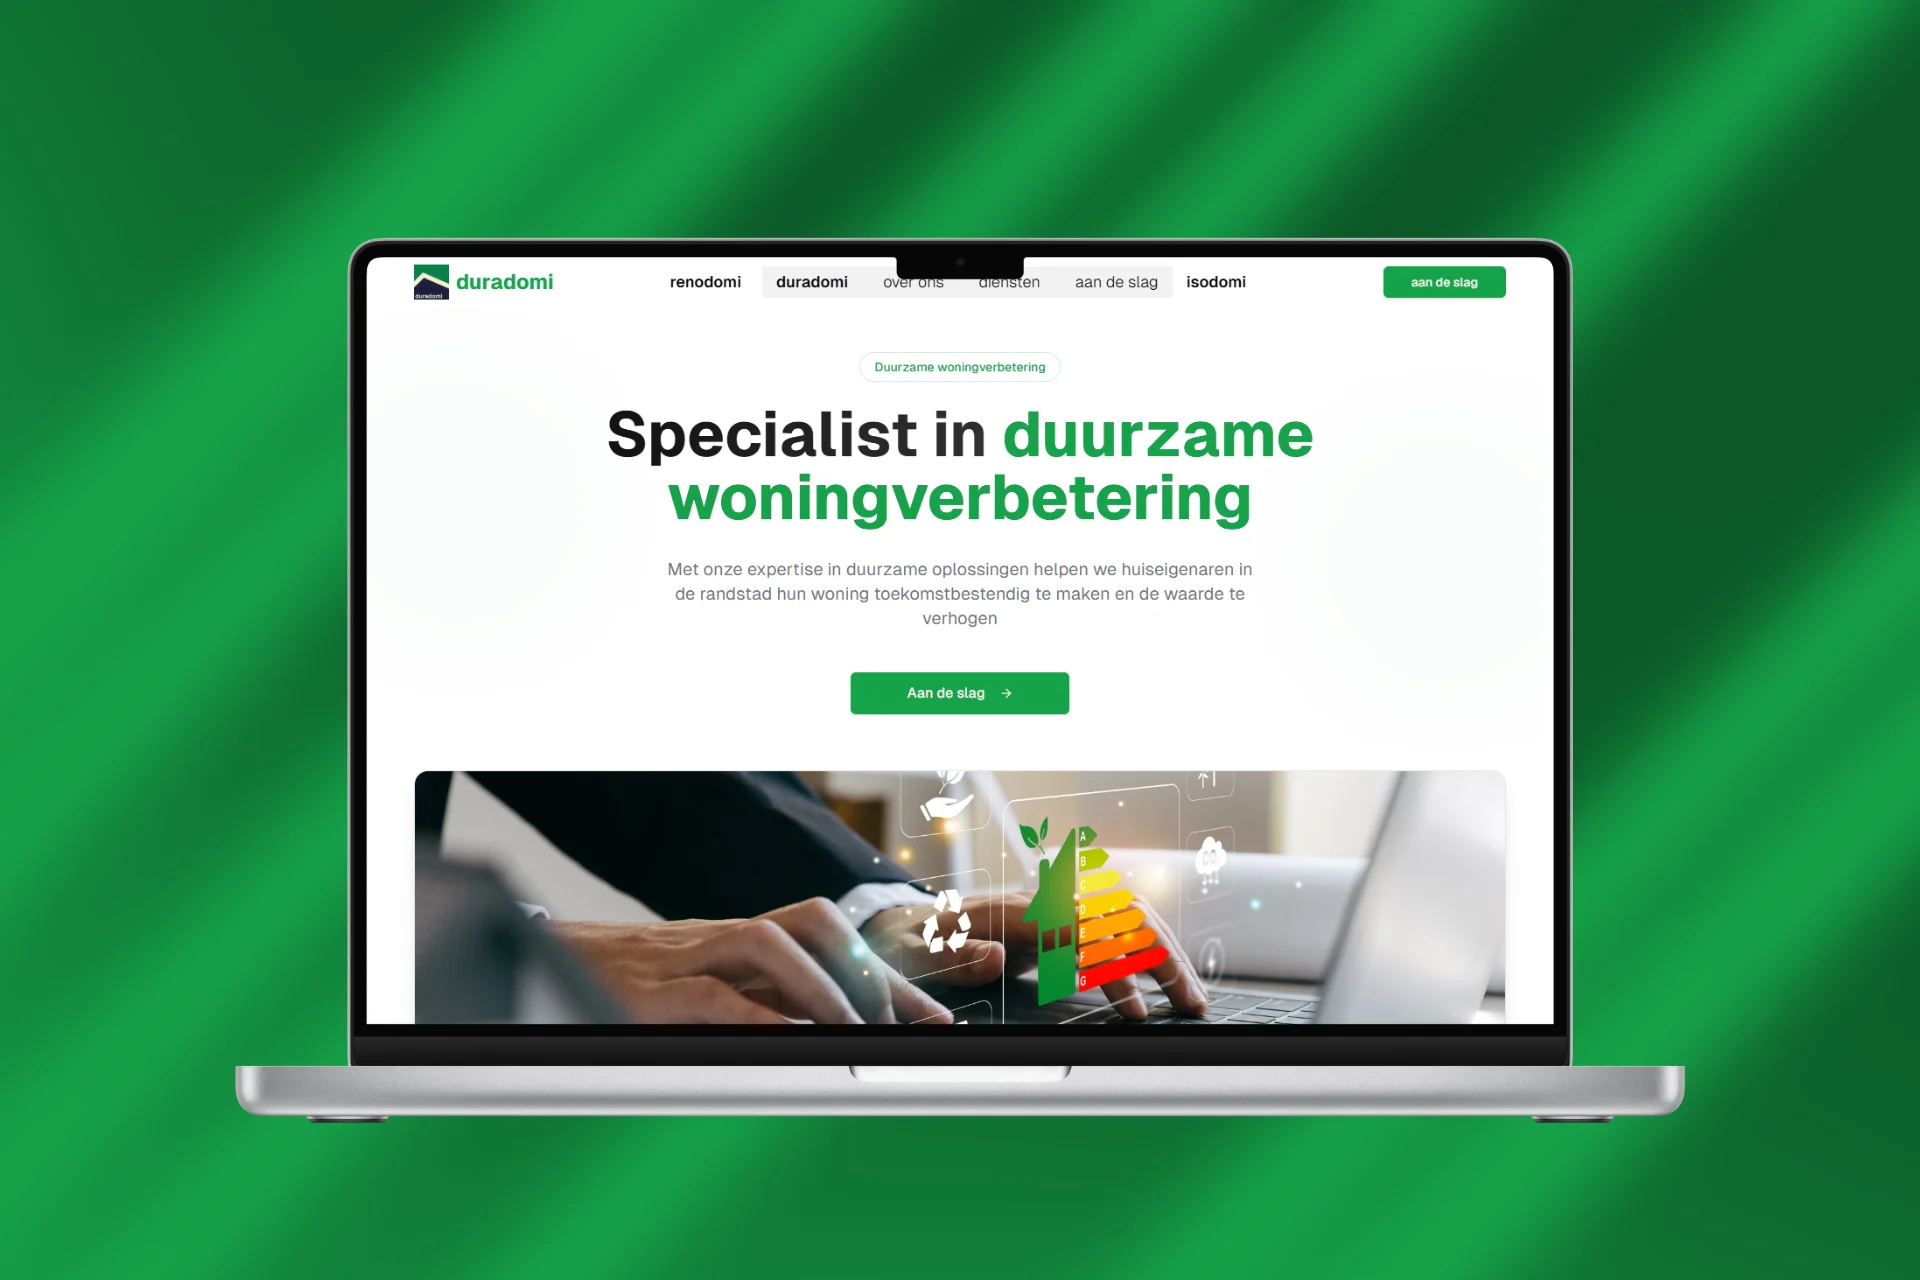 duradomi
duradomi
renodomi
duradomi
over ons
diensten
aan de slag
isodomi
aan de slag
Duurzame woningverbetering
Specialist in duurzame
woningverbetering
Met onze expertise in duurzame oplossingen helpen we huiseigenaren in
de randstad hun woning toekomstbestendig te maken en de waarde te
verhogen
Aan de slag →
A
B
C
D
E
F
G